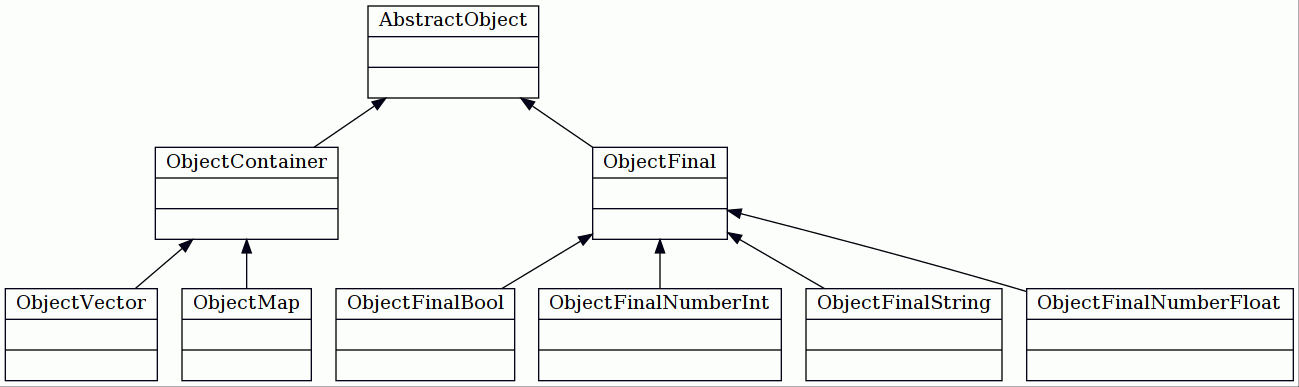 AbstractObject
ObjectContainer
ObjectFinal
ObjectVector
ObjectMap
ObjectFinalBool
ObjectFinalNumberInt
ObjectFinalString
ObjectFinalNumberFloat